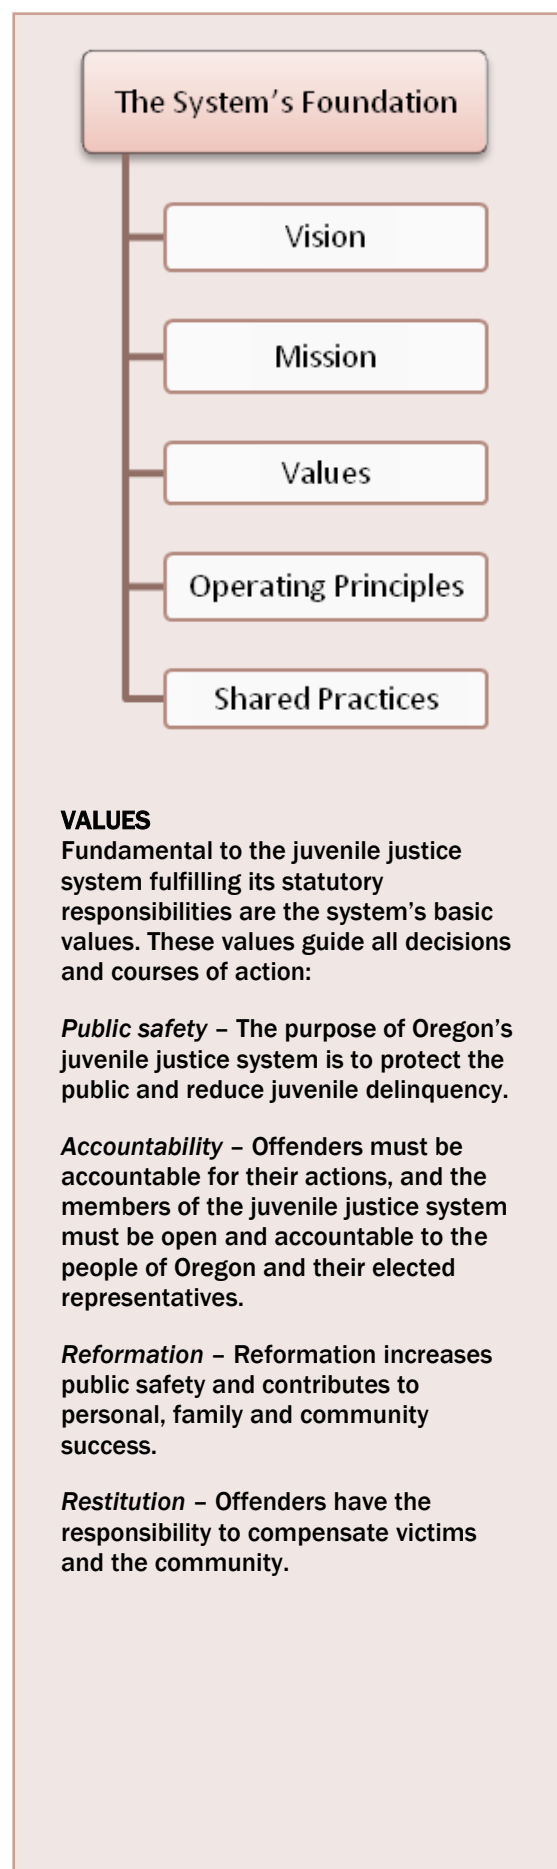 The System's Foundation
Vision
Mission
Values
Operating Principles
Shared Practices
VALUES
Fundamental to the juvenile justice
system fulfilling its statutory
responsibilities are the system's basic
values. These values guide all decisions
and courses of action:
Public safety – The purpose of Oregon's
juvenile justice system is to protect the
public and reduce juvenile delinquency.
Accountability – Offenders must be
accountable for their actions, and the
members of the juvenile justice system
must be open and accountable to the
people of Oregon and their elected
representatives.
Reformation – Reformation increases
public safety and contributes to
personal, family and community
success.
Restitution – Offenders have the
responsibility to compensate victims
and the community.